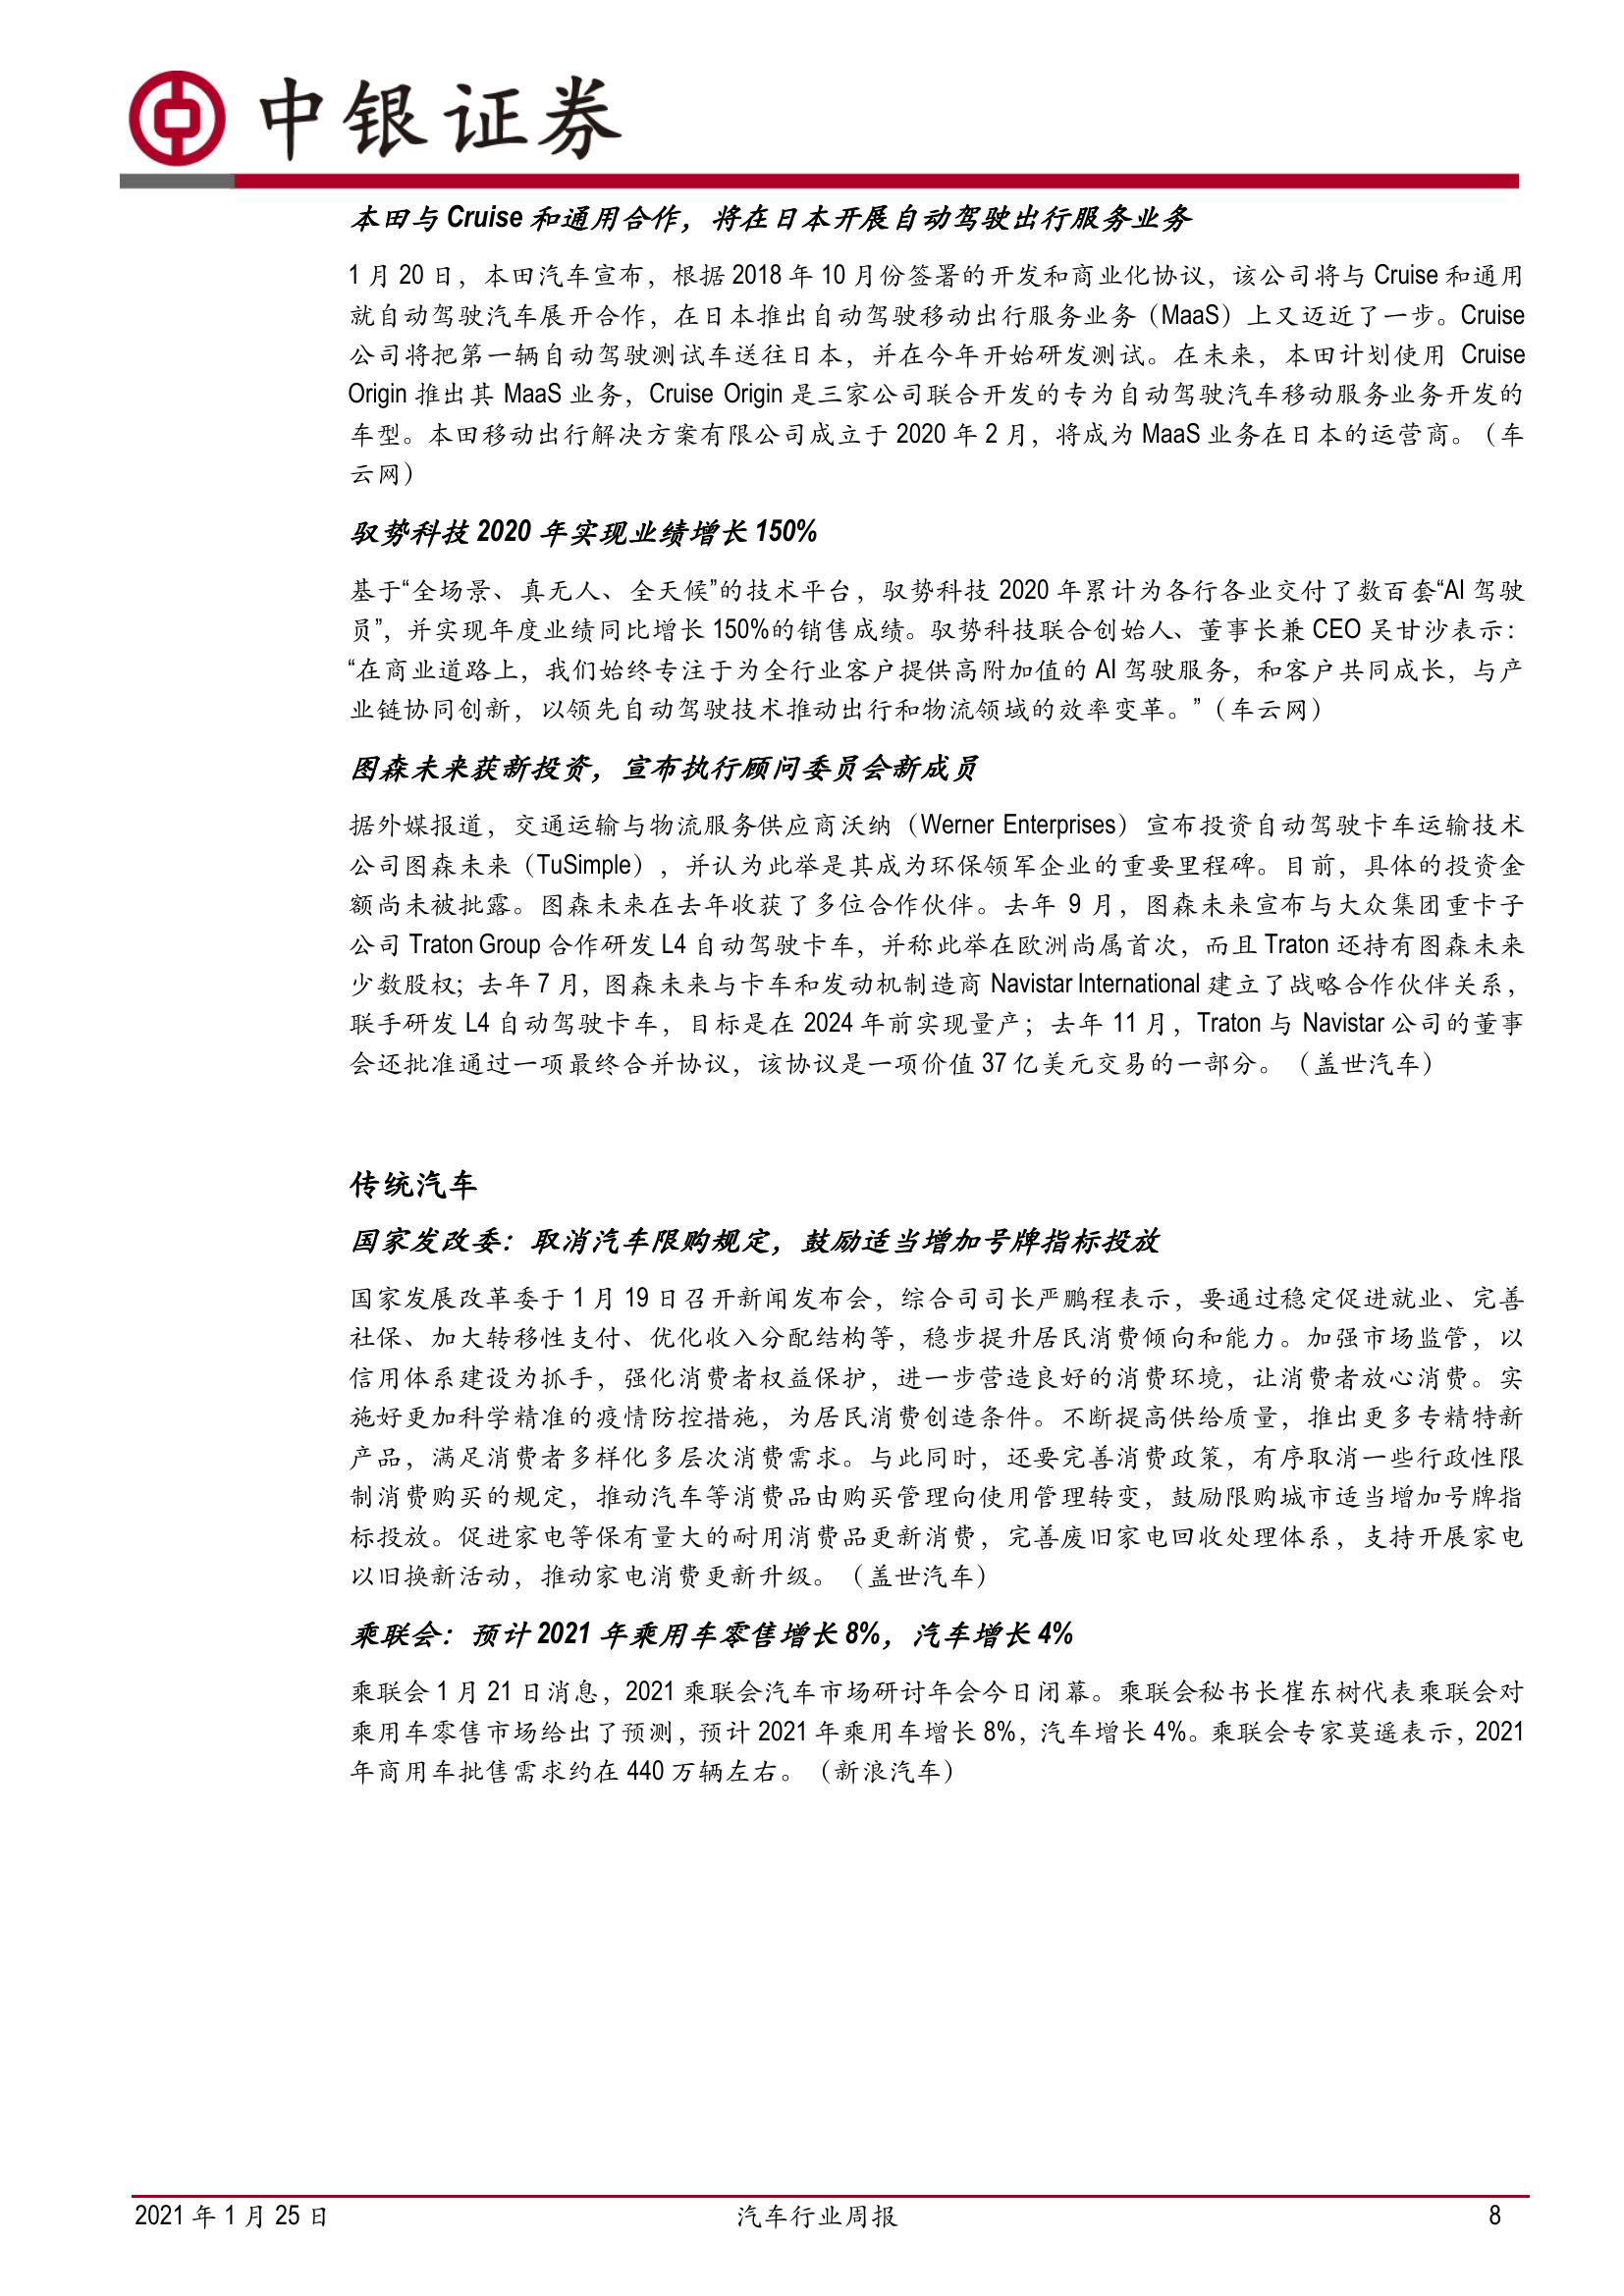 中银证券
本田与 Cruise 和通用合作，将在日本开展自动驾驶出行服务业务
1 月 20 日，本田汽车宣布，根据 2018 年 10 月份签署的开发和商业化协议，该公司将与 Cruise 和通用
就自动驾驶汽车展开合作，在日本推出自动驾驶移动出行服务业务（MaaS）上又迈近了一步。Cruise
公司将把第一辆自动驾驶测试车送往日本，并在今年开始研发测试。在未来，本田计划使用 Cruise
Origin 推出其 MaaS 业务，Cruise Origin 是三家公司联合开发的专为自动驾驶汽车移动服务业务开发的
车型。本田移动出行解决方案有限公司成立于 2020 年 2 月，将成为 MaaS 业务在日本的运营商。（车
云网）
驭势科技 2020 年实现业绩增长 150%
基于“全场景、真无人、全天候”的技术平台，驭势科技 2020 年累计为各行各业交付了数百套“AI 驾驶
员”，并实现年度业绩同比增长 150%的销售成绩。驭势科技联合创始人、董事长兼 CEO 吴甘沙表示：
“在商业道路上，我们始终专注于为全行业客户提供高附加值的 AI 驾驶服务，和客户共同成长，与产
业链协同创新，以领先自动驾驶技术推动出行和物流领域的效率变革。”（车云网）
图森未来获新投资，宣布执行顾问委员会新成员
据外媒报道，交通运输与物流服务供应商沃纳（Werner Enterprises）宣布投资自动驾驶卡车运输技术
公司图森未来（TuSimple），并认为此举是其成为环保领军企业的重要里程碑。目前，具体的投资金
额尚未被批露。图森未来在去年收获了多位合作伙伴。去年 9 月，图森未来宣布与大众集团重卡子
公司 Traton Group 合作研发 L4 自动驾驶卡车，并称此举在欧洲尚属首次，而且 Traton 还持有图森未来
少数股权；去年 7 月，图森未来与卡车和发动机制造商 Navistar International 建立了战略合作伙伴关系，
联手研发 L4 自动驾驶卡车，目标是在 2024 年前实现量产；去年 11 月，Traton 与 Navistar 公司的董事
会还批准通过一项最终合并协议，该协议是一项价值 37 亿美元交易的一部分。（盖世汽车）
传统汽车
国家发改委：取消汽车限购规定，鼓励适当增加号牌指标投放
国家发展改革委于 1 月 19 日召开新闻发布会，综合司司长严鹏程表示，要通过稳定促进就业、完善
社保、加大转移性支付、优化收入分配结构等，稳步提升居民消费倾向和能力。加强市场监管，以
信用体系建设为抓手，强化消费者权益保护，进一步营造良好的消费环境，让消费者放心消费。实
施好更加科学精准的疫情防控措施，为居民消费创造条件。不断提高供给质量，推出更多专精特新
产品，满足消费者多样化多层次消费需求。与此同时，还要完善消费政策，有序取消一些行政性限
制消费购买的规定，推动汽车等消费品由购买管理向使用管理转变，鼓励限购城市适当增加号牌指
标投放。促进家电等保有量大的耐用消费品更新消费，完善废旧家电回收处理体系，支持开展家电
以旧换新活动，推动家电消费更新升级。（盖世汽车）
乘联会：预计 2021 年乘用车零售增长 8%，汽车增长 4%
乘联会 1 月 21 日消息，2021 乘联会汽车市场研讨年会今日闭幕。乘联会秘书长崔东树代表乘联会对
乘用车零售市场给出了预测，预计 2021 年乘用车增长 8%，汽车增长 4%。乘联会专家莫遥表示，2021
年商用车批售需求约在 440 万辆左右。（新浪汽车）
2021 年 1 月 25 日 汽车行业周报 8